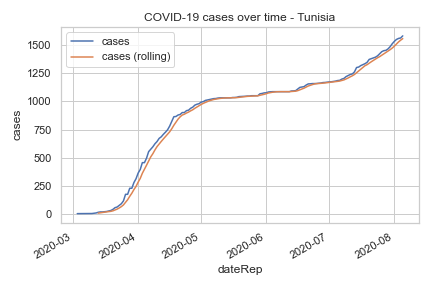 COVID-19 cases over time - Tunisia
cases
cases (rolling)
1500
1250
1000
750
500
250
0
cases
2020-03
2020-04
2020-05
2020-06
2020-07
2020-08
dateRep